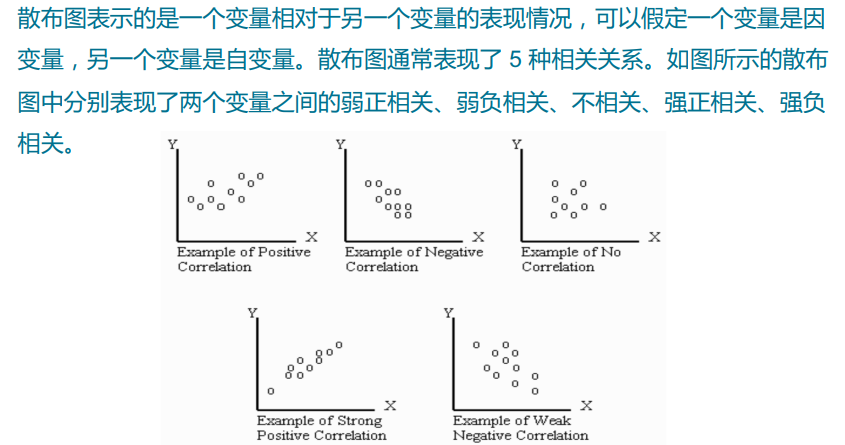 散布图表示的是一个变量相对于另一个变量的表现情况，可以假定一个变量是因
变量，另一个变量是自变量。散布图通常表现了 5 种相关关系。如图所示的散布
图中分别表现了两个变量之间的弱正相关、弱负相关、不相关、强正相关、强负
相关。
Y
X
Example of Positive
Correlation
Y
X
Example of Negative
Correlation
Y
X
Example of No
Correlation
Y
X
Example of Strong
Positive Correlation
Y
X
Example of Weak
Negative Correlation